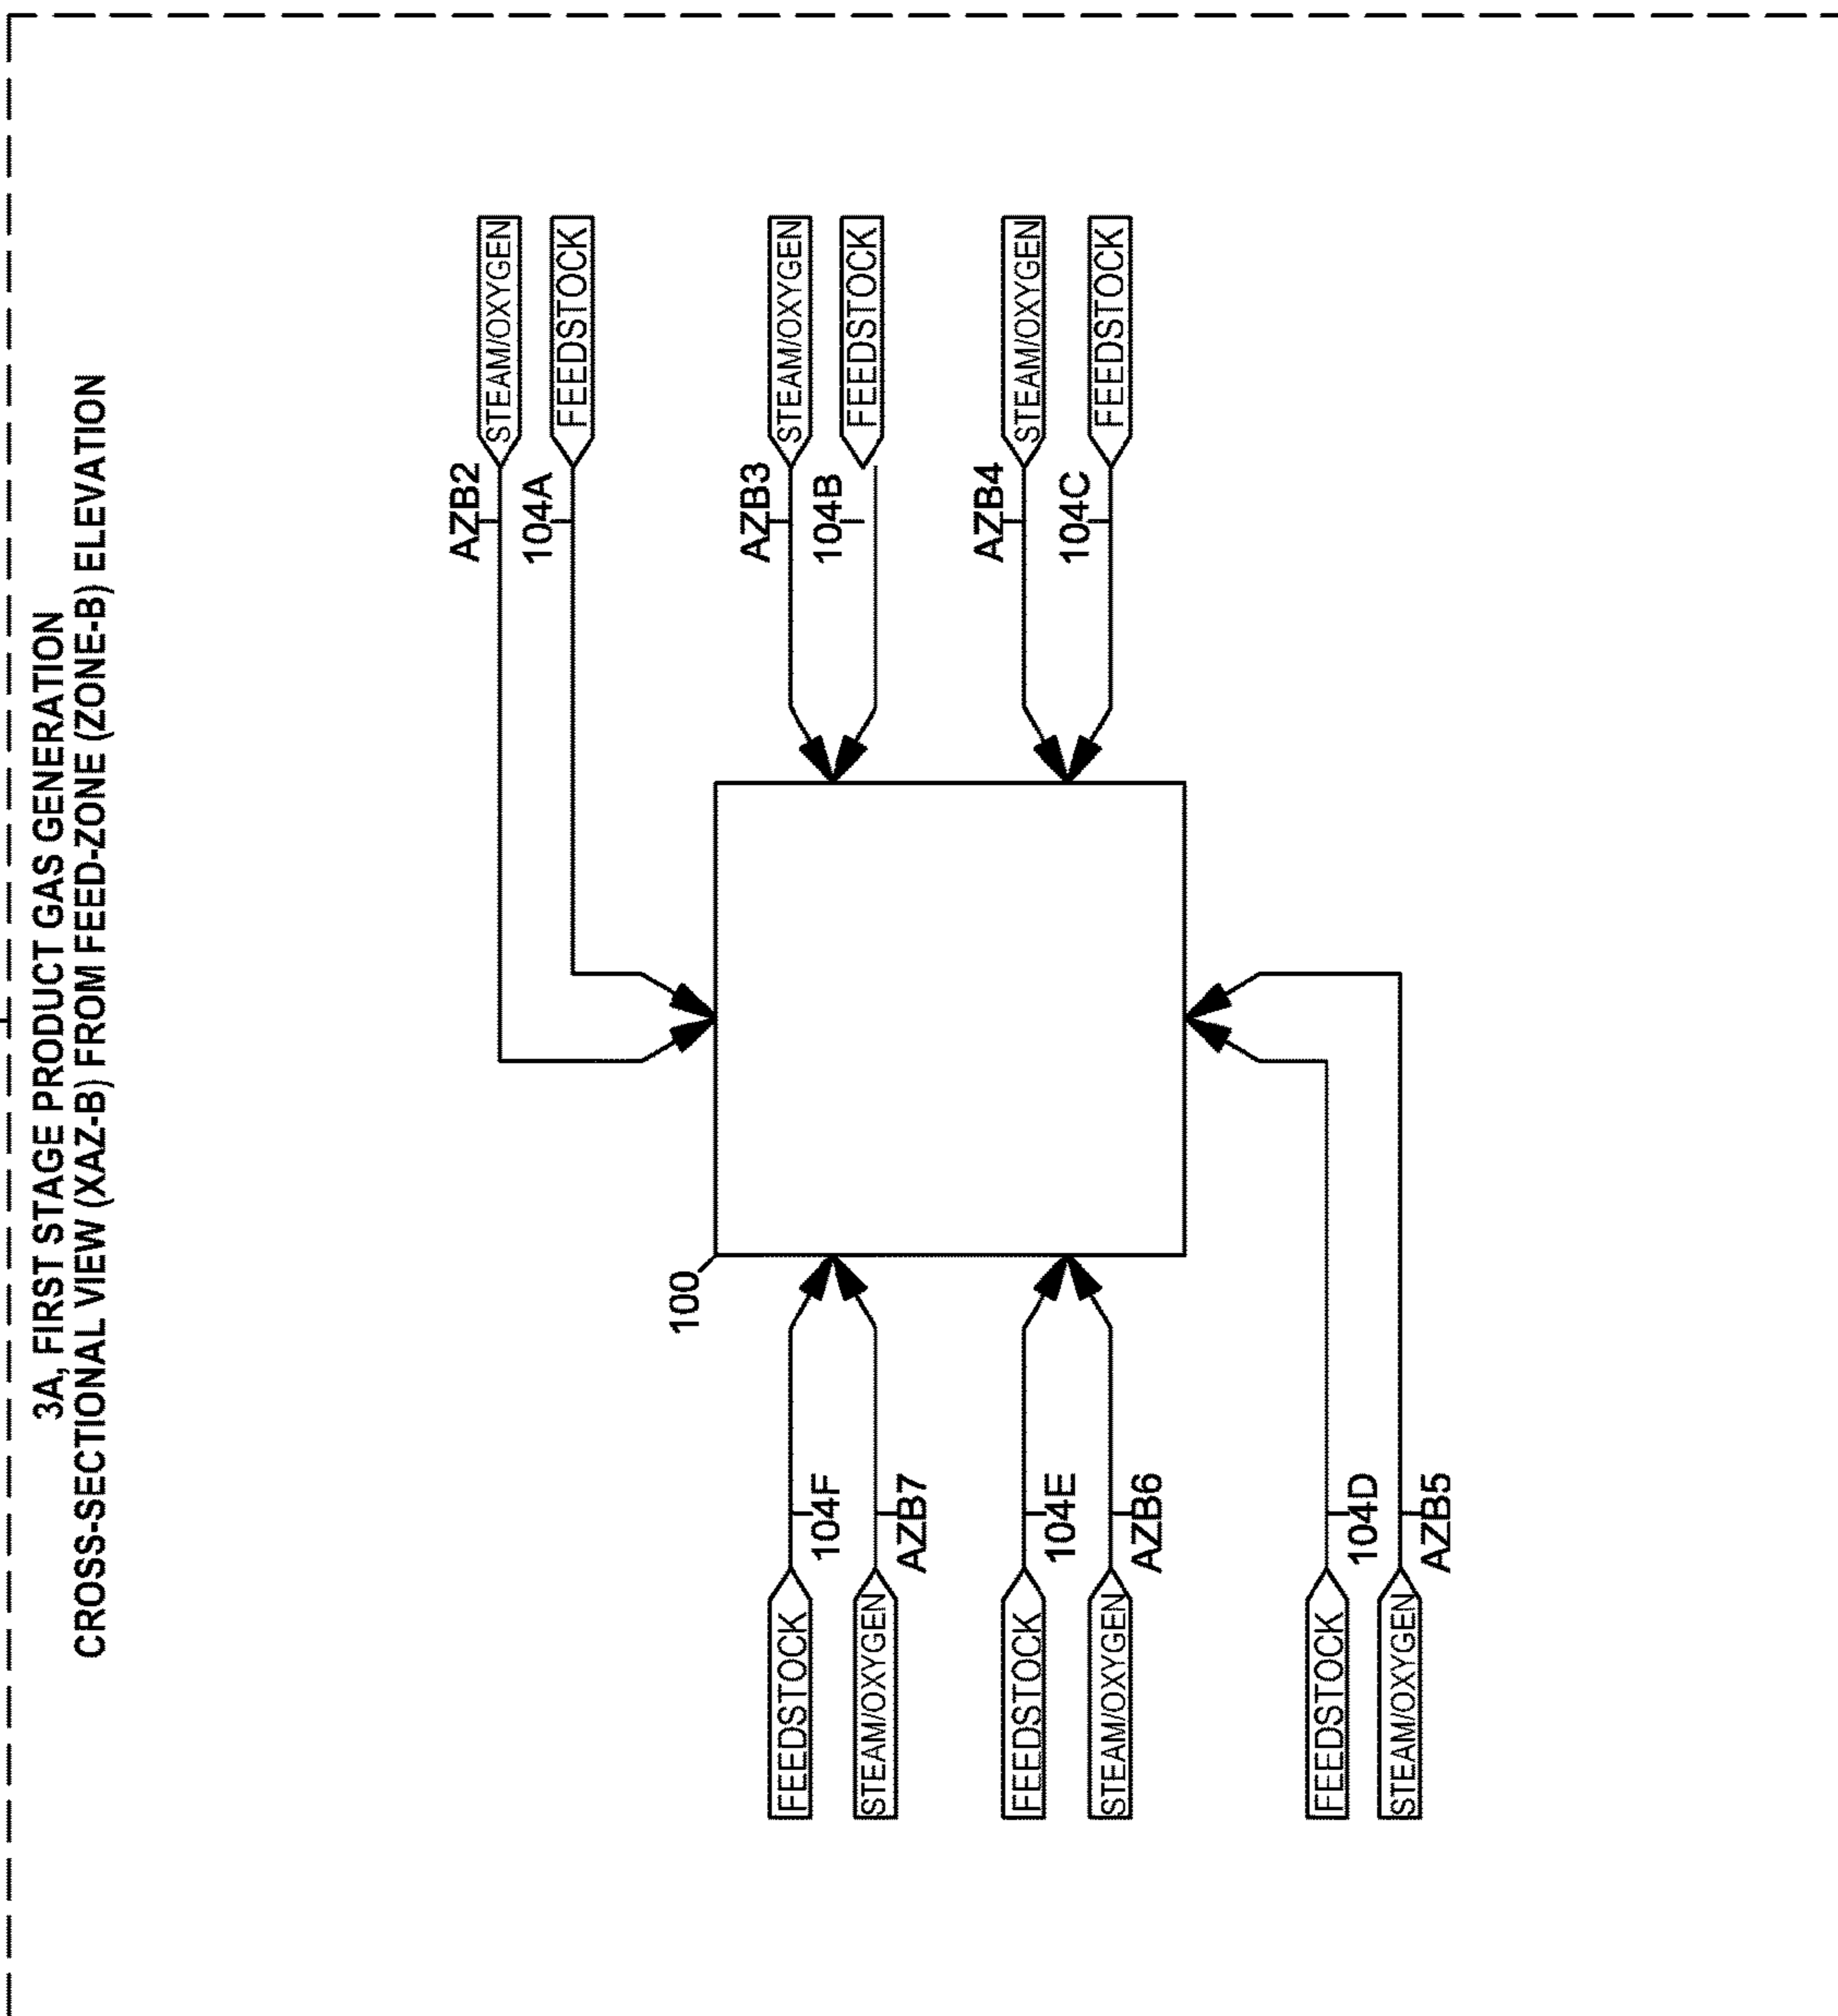 3A, FIRST STAGE PRODUCT GAS GENERATION
CROSS-SECTIONAL VIEW (XAZ-B) FROM FEED-ZONE (ZONE-B) ELEVATION
STEAM/OXYGEN
AZB2
FEEDSTOCK
104A
100
FEEDSTOCK
104F
STEAM/OXYGEN
AZB3
STEAM/OXYGEN
AZB7
FEEDSTOCK
104B
FEEDSTOCK
104E
STEAM/OXYGEN
AZB4
STEAM/OXYGEN
AZB6
FEEDSTOCK
104C
FEEDSTOCK
104D
STEAM/OXYGEN
AZB5